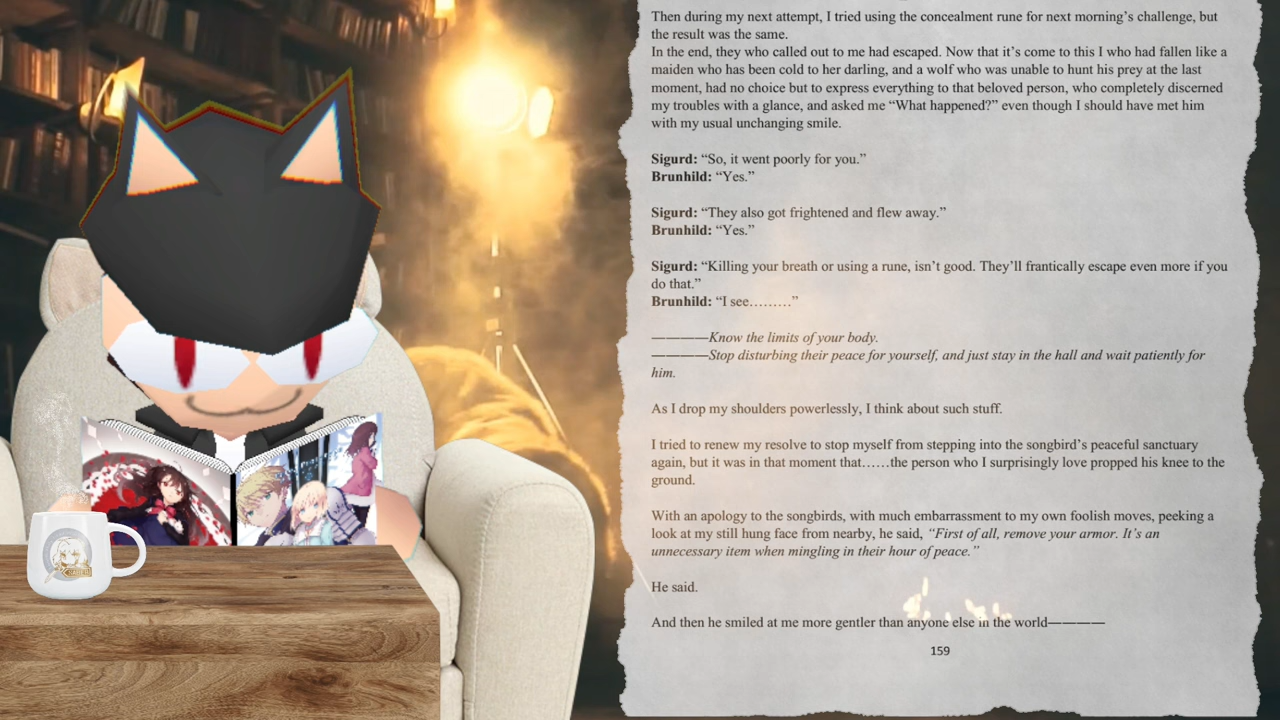 Then during my next attempt, I tried using the concealment rune for next morning’s challenge, but
the result was the same.
In the end, they who called out to me had escaped. Now that it’s come to this I who had fallen like a
maiden who has been cold to her darling, and a wolf who was unable to hunt his prey at the last
moment, had no choice but to express everything to that beloved person, who completely discerned
my troubles with a glance, and asked me “What happened?” even though I should have met him
with my usual unchanging smile.
Sigurd: “So, it went poorly for you.”
Brunhild: “Yes.”
Sigurd: “They also got frightened and flew away.”
Brunhild: “Yes.”
Sigurd: “Killing your breath or using a rune, isn’t good. They’ll frantically escape even more if you
do that.”
Brunhild: “I see………”
————Know the limits of your body.
————Stop disturbing their peace for yourself, and just stay in the hall and wait patiently for
him.
As I drop my shoulders powerlessly, I think about such stuff.
I tried to renew my resolve to stop myself from stepping into the songbird’s peaceful sanctuary
again, but it was in that moment that……the person who I surprisingly love propped his knee to the
ground.
With an apology to the songbirds, with much embarrassment to my own foolish moves, peeking a
look at my still hung face from nearby, he said, “First of all, remove your armor. It’s an
unnecessary item when mingling in their hour of peace.”
He said.
And then he smiled at me more gentler than anyone else in the world————
159